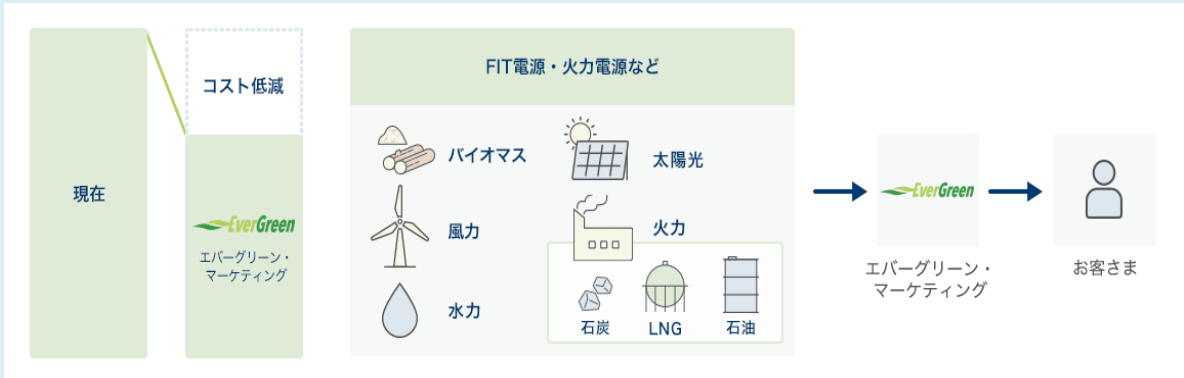 現在
コスト低減
EverGreen
エバーグリーン・
マーケティング
FIT電源・火力電源など
バイオマス
太陽光
風力
火力
水力
石炭
LNG
石油
EverGreen
エバーグリーン・
マーケティング
お客さま